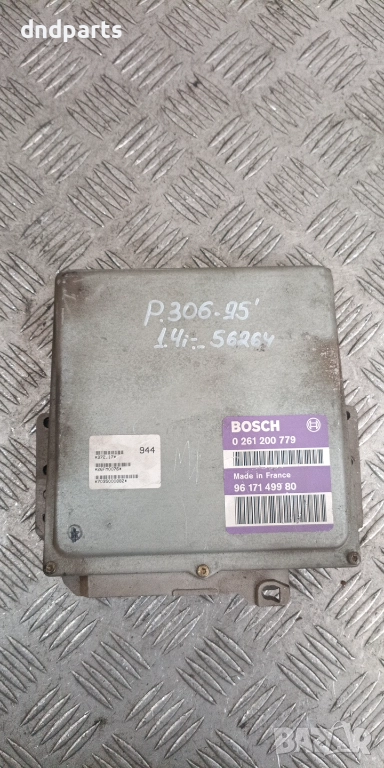 dndparts
P.306-95'
1.4i-56264
944
BOSCH
0 261 200 779
Made in France
96 171 499 80
BAZAR